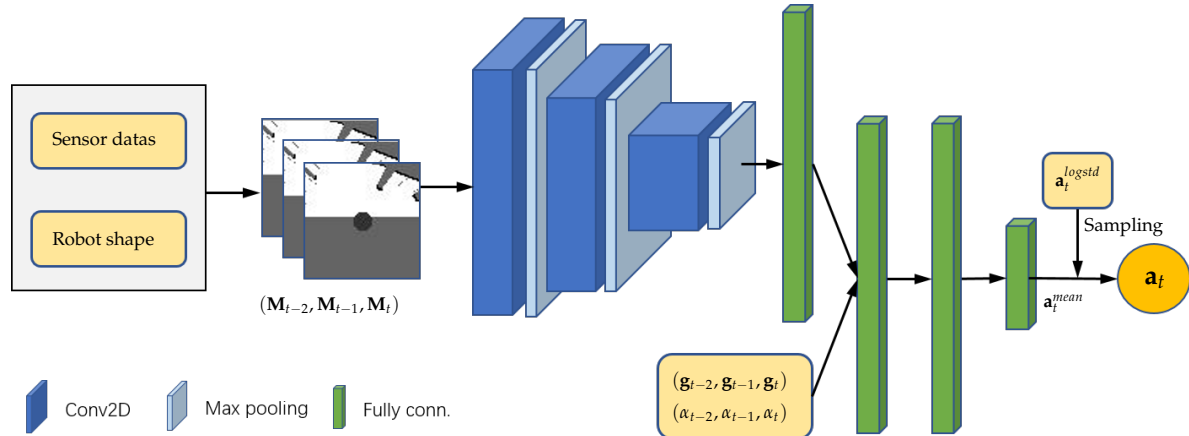 Sensor datas
Robot shape
(M_{t−2}, M_{t−1}, M_t)
(g_{t−2}, g_{t−1}, g_t)
(α_{t−2}, α_{t−1}, α_t)
a_t^{logstd}
Sampling
a_t^{mean}
a_t
Conv2D
Max pooling
Fully conn.